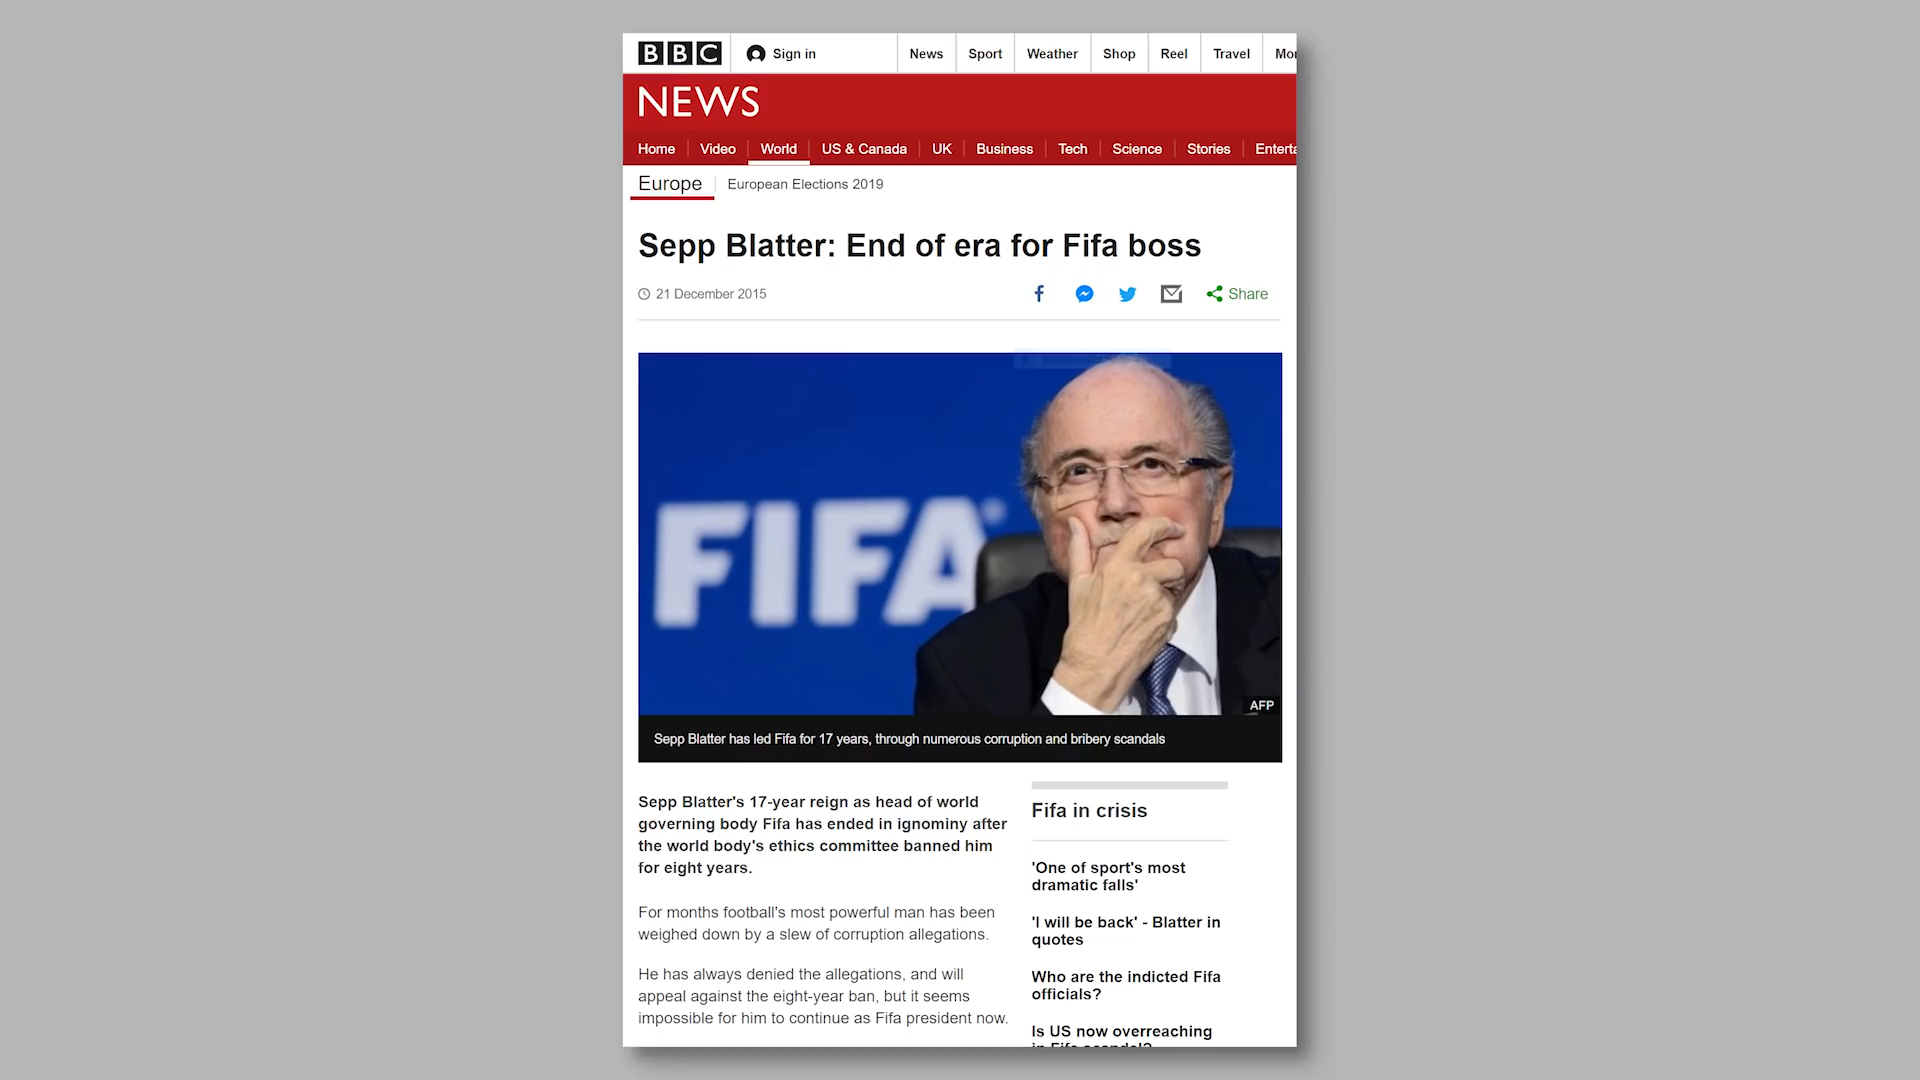 BBC
Sign in
News
Sport
Weather
Shop
Reel
Travel
NEWS
Home
Video
World
US & Canada
UK
Business
Tech
Science
Stories
Europe
European Elections 2019
Sepp Blatter: End of era for Fifa boss
21 December 2015
Share
FIFA
AFP
Sepp Blatter has led Fifa for 17 years, through numerous corruption and bribery scandals
Sepp Blatter's 17-year reign as head of world
governing body Fifa has ended in ignominy after
the world body's ethics committee banned him
for eight years.
For months football's most powerful man has been
weighed down by a slew of corruption allegations.
He has always denied the allegations, and will
appeal against the eight-year ban, but it seems
impossible for him to continue as Fifa president now.
Fifa in crisis
'One of sport's most
dramatic falls'
'I will be back' - Blatter in
quotes
Who are the indicted Fifa
officials?
Is US now overreaching
in Fifa scandal?